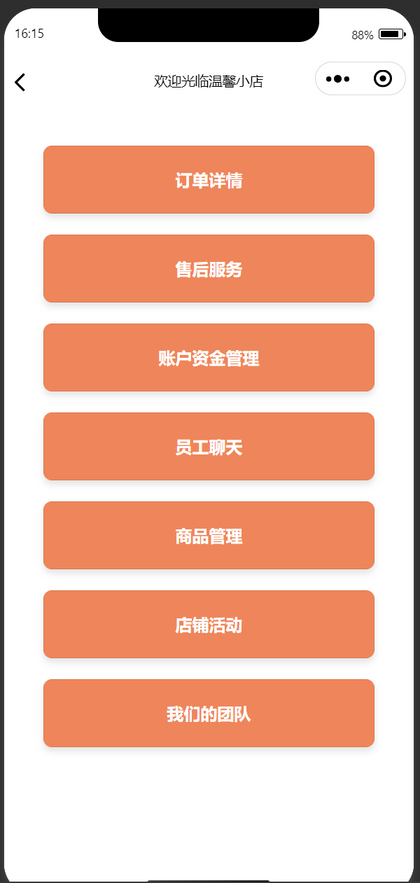 16:15
88%
欢迎光临温馨小店
订单详情
售后服务
账户资金管理
员工聊天
商品管理
店铺活动
我们的团队